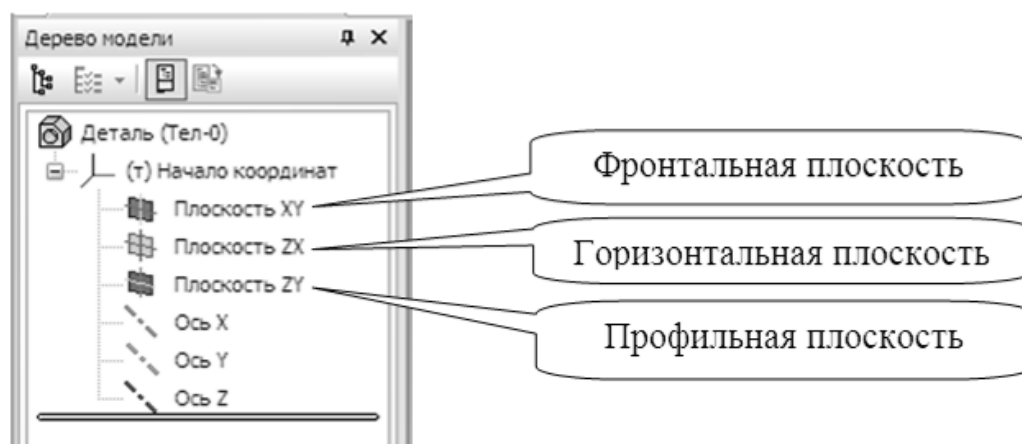 Дерево модели
Деталь (Тел-0)
(т) Начало координат
Плоскость XY
Плоскость ZX
Плоскость ZY
Ось X
Ось Y
Ось Z
Фронтальная плоскость
Горизонтальная плоскость
Профильная плоскость